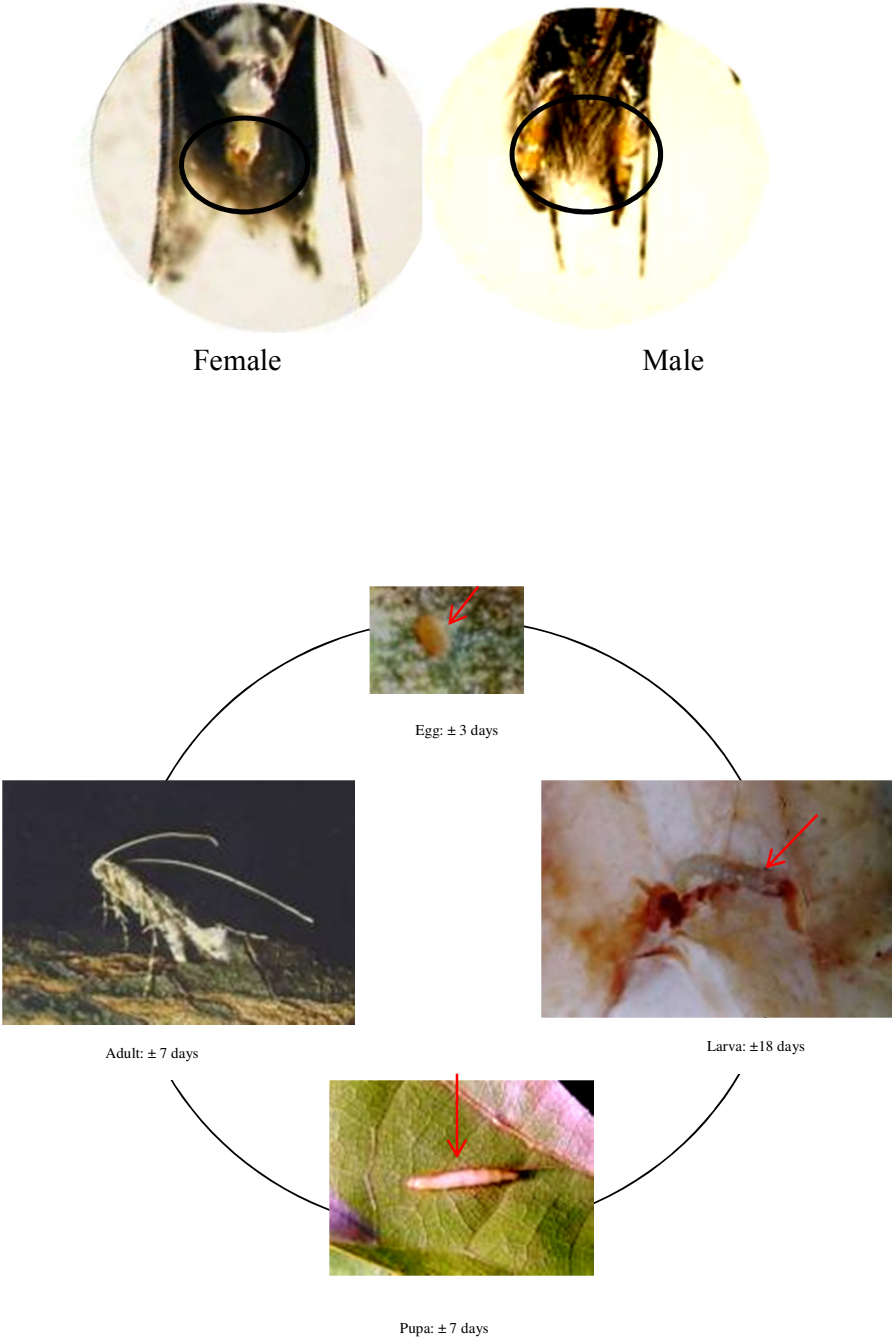 Female
Male
Egg: ± 3 days
Adult: ± 7 days
Larva: ±18 days
Pupa: ± 7 days